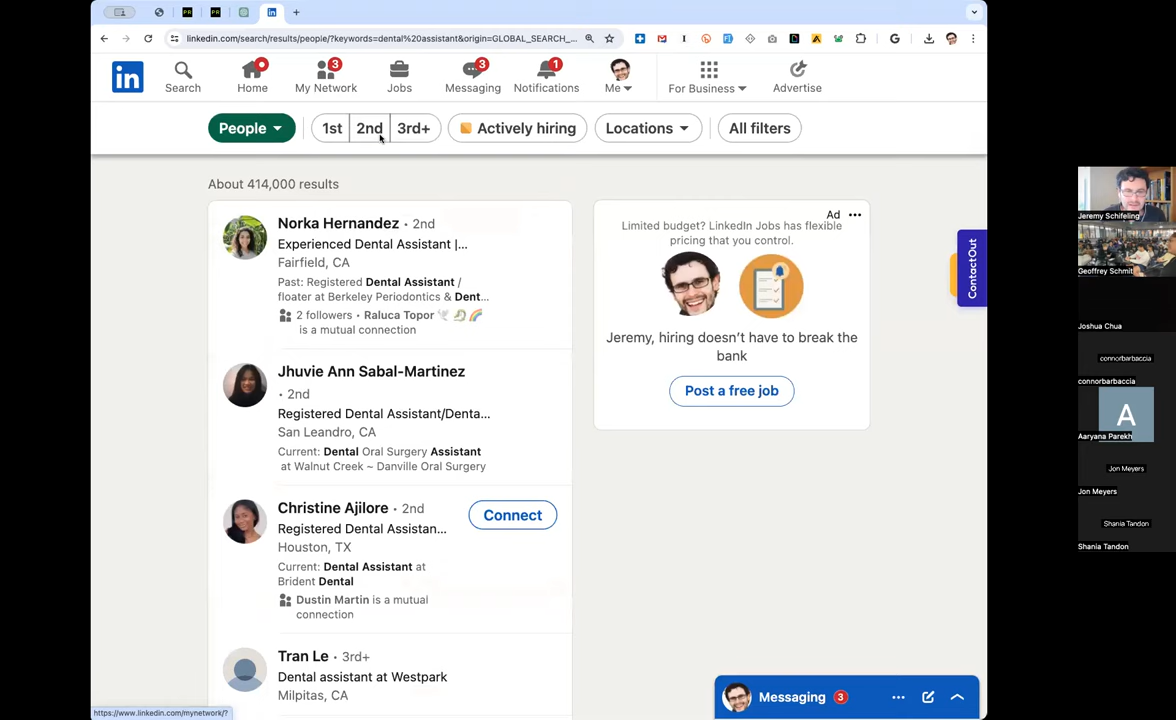 linkedin.com/search/results/people/?keywords=dental%20assistant&origin=GLOBAL_SEARCH_...
in
Search
Home
3
My Network
Jobs
3
Messaging
1
Notifications
Me
For Business
Advertise
People
1st
2nd
3rd+
Actively hiring
Locations
All filters
About 414,000 results
Norka Hernandez • 2nd
Experienced Dental Assistant |...
Fairfield, CA
Past: Registered Dental Assistant /
floater at Berkeley Periodontics & Dent...
2 followers • Raluca Topor
is a mutual connection
Jhuvie Ann Sabal-Martinez
• 2nd
Registered Dental Assistant/Denta...
San Leandro, CA
Current: Dental Oral Surgery Assistant
at Walnut Creek ~ Danville Oral Surgery
Christine Ajilore • 2nd
Connect
Registered Dental Assistan...
Houston, TX
Current: Dental Assistant at
Brident Dental
Dustin Martin is a mutual
connection
Tran Le • 3rd+
Dental assistant at Westpark
Milpitas, CA
Ad
Limited budget? LinkedIn Jobs has flexible
pricing that you control.
Jeremy, hiring doesn't have to break the
bank
Post a free job
ContactOut
Messaging 3
https://www.linkedin.com/mynetwork/?
Jeremy Schifeling
Geoffrey Schmit
Joshua Chua
connorbarbaccia
connorbarbaccia
A
Aaryana Parekh
Jon Meyers
Jon Meyers
Shania Tandon
Shania Tandon